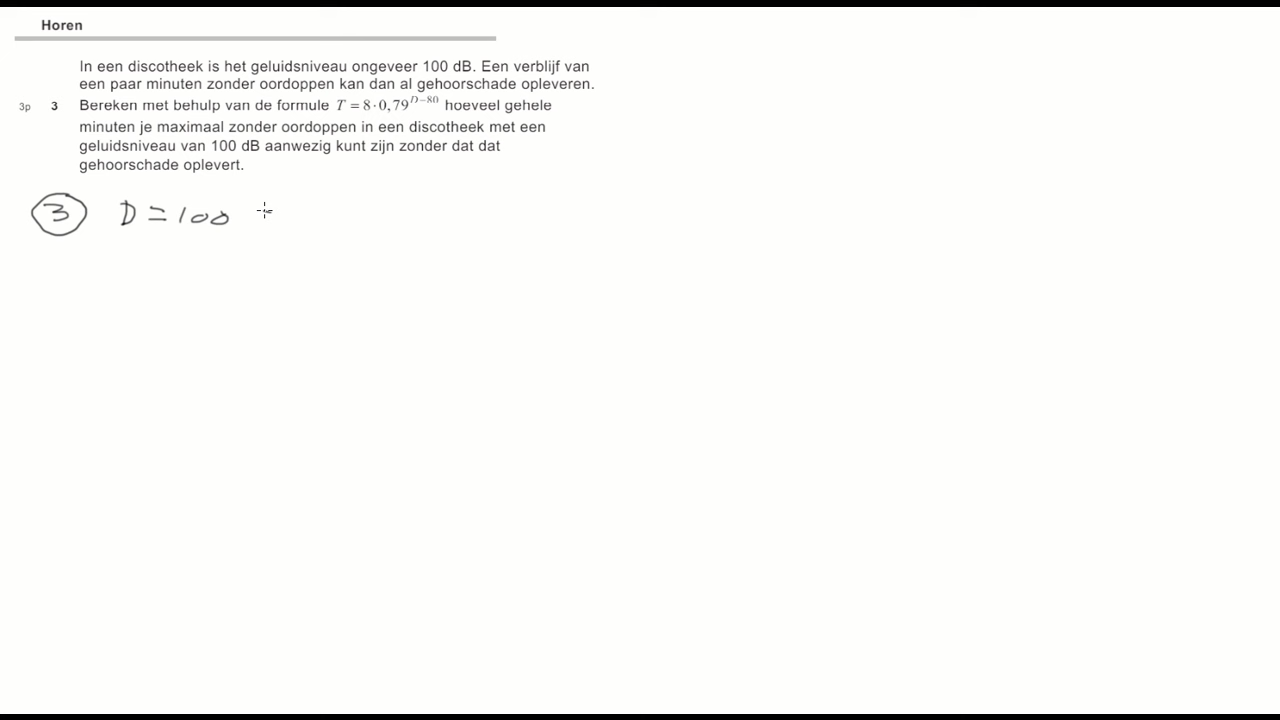 Horen
In een discotheek is het geluidsniveau ongeveer 100 dB. Een verblijf van
een paar minuten zonder oordoppen kan dan al gehoorschade opleveren.
3p 3 Bereken met behulp van de formule T = 8·0,79^{D−80} hoeveel gehele
minuten je maximaal zonder oordoppen in een discotheek met een
geluidsniveau van 100 dB aanwezig kunt zijn zonder dat dat
gehoorschade oplevert.
3 D = 100